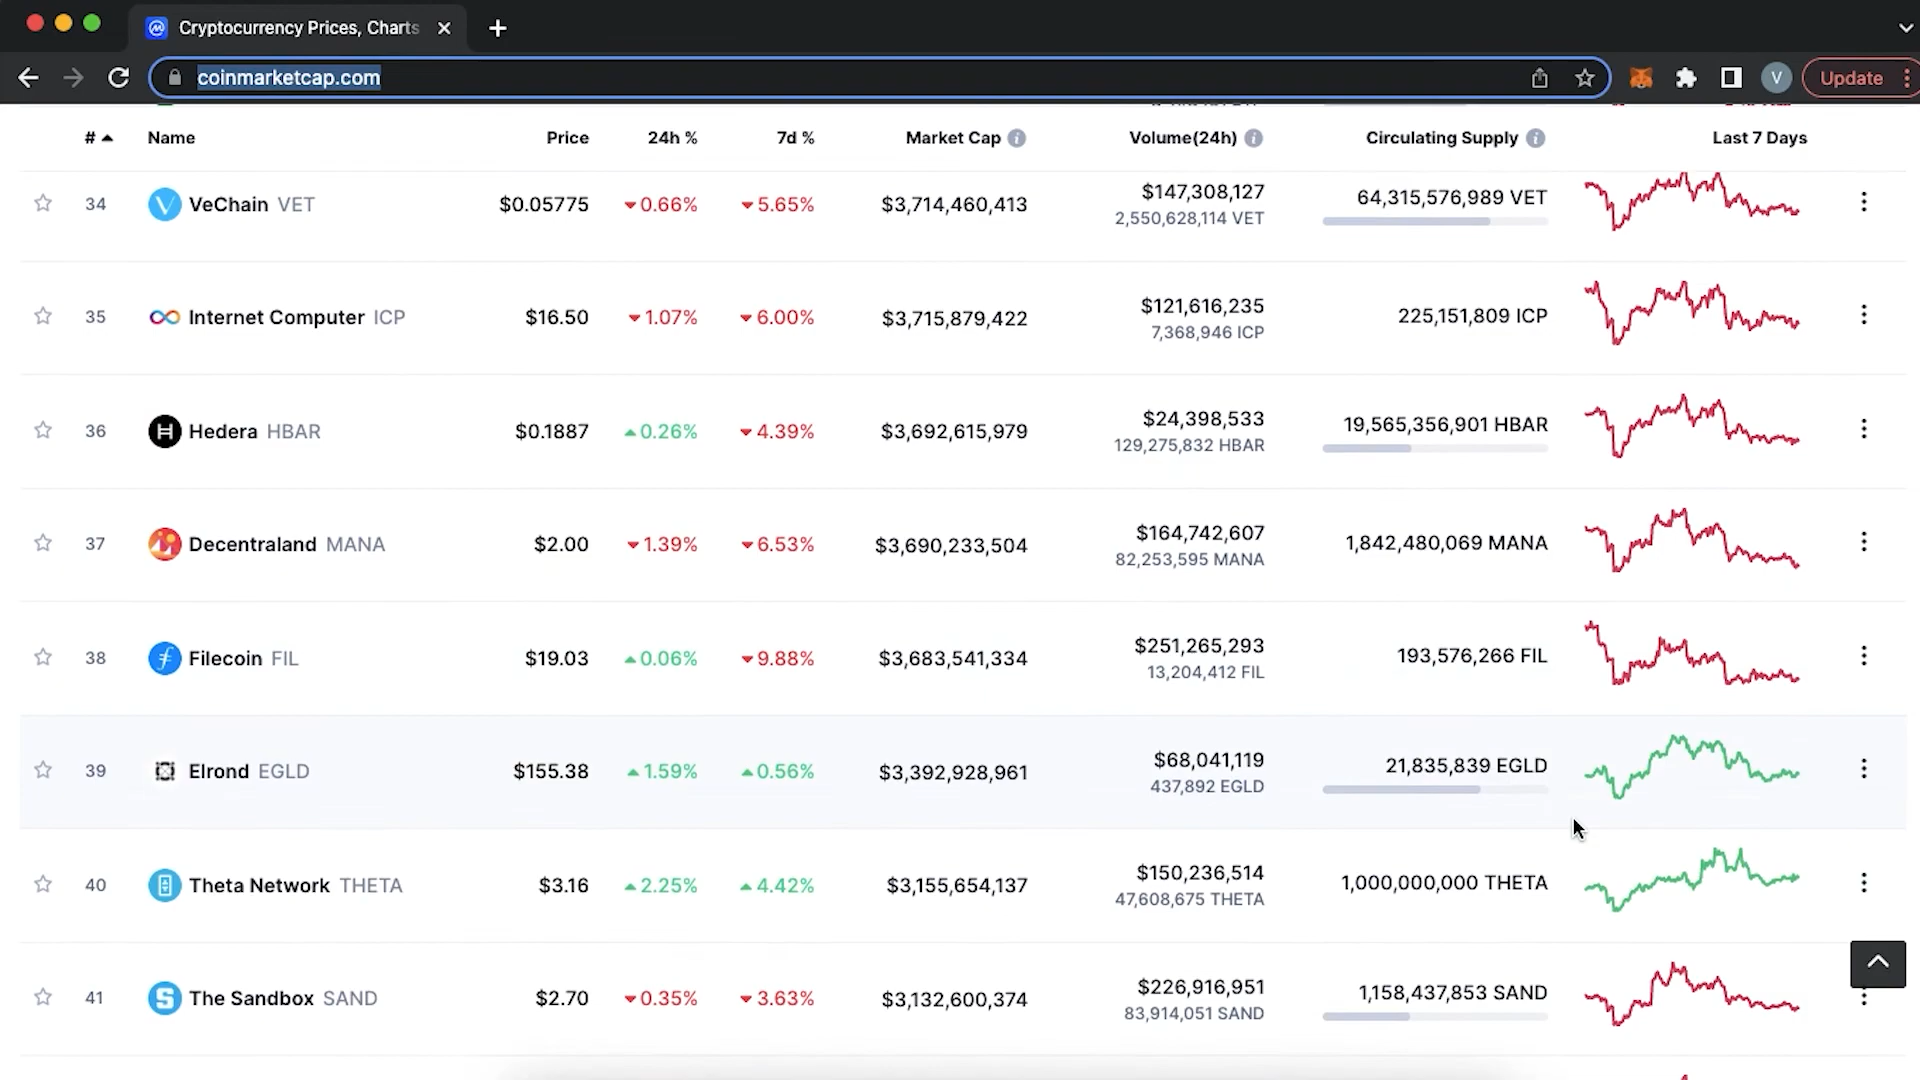 Cryptocurrency Prices, Charts
coinmarketcap.com
V
Update
#
Name
Price
24h %
7d %
Market Cap
Volume(24h)
Circulating Supply
Last 7 Days
34 VeChain VET $0.05775 0.66% 5.65% $3,714,460,413 $147,308,127 64,315,576,989 VET
2,550,628,114 VET
35 Internet Computer ICP $16.50 1.07% 6.00% $3,715,879,422 $121,616,235 225,151,809 ICP
7,368,946 ICP
36 Hedera HBAR $0.1887 0.26% 4.39% $3,692,615,979 $24,398,533 19,565,356,901 HBAR
129,275,832 HBAR
37 Decentraland MANA $2.00 1.39% 6.53% $3,690,233,504 $164,742,607 1,842,480,069 MANA
82,253,595 MANA
38 Filecoin FIL $19.03 0.06% 9.88% $3,683,541,334 $251,265,293 193,576,266 FIL
13,204,412 FIL
39 Elrond EGLD $155.38 1.59% 0.56% $3,392,928,961 $68,041,119 21,835,839 EGLD
437,892 EGLD
40 Theta Network THETA $3.16 2.25% 4.42% $3,155,654,137 $150,236,514 1,000,000,000 THETA
47,608,675 THETA
41 The Sandbox SAND $2.70 0.35% 3.63% $3,132,600,374 $226,916,951 1,158,437,853 SAND
83,914,051 SAND